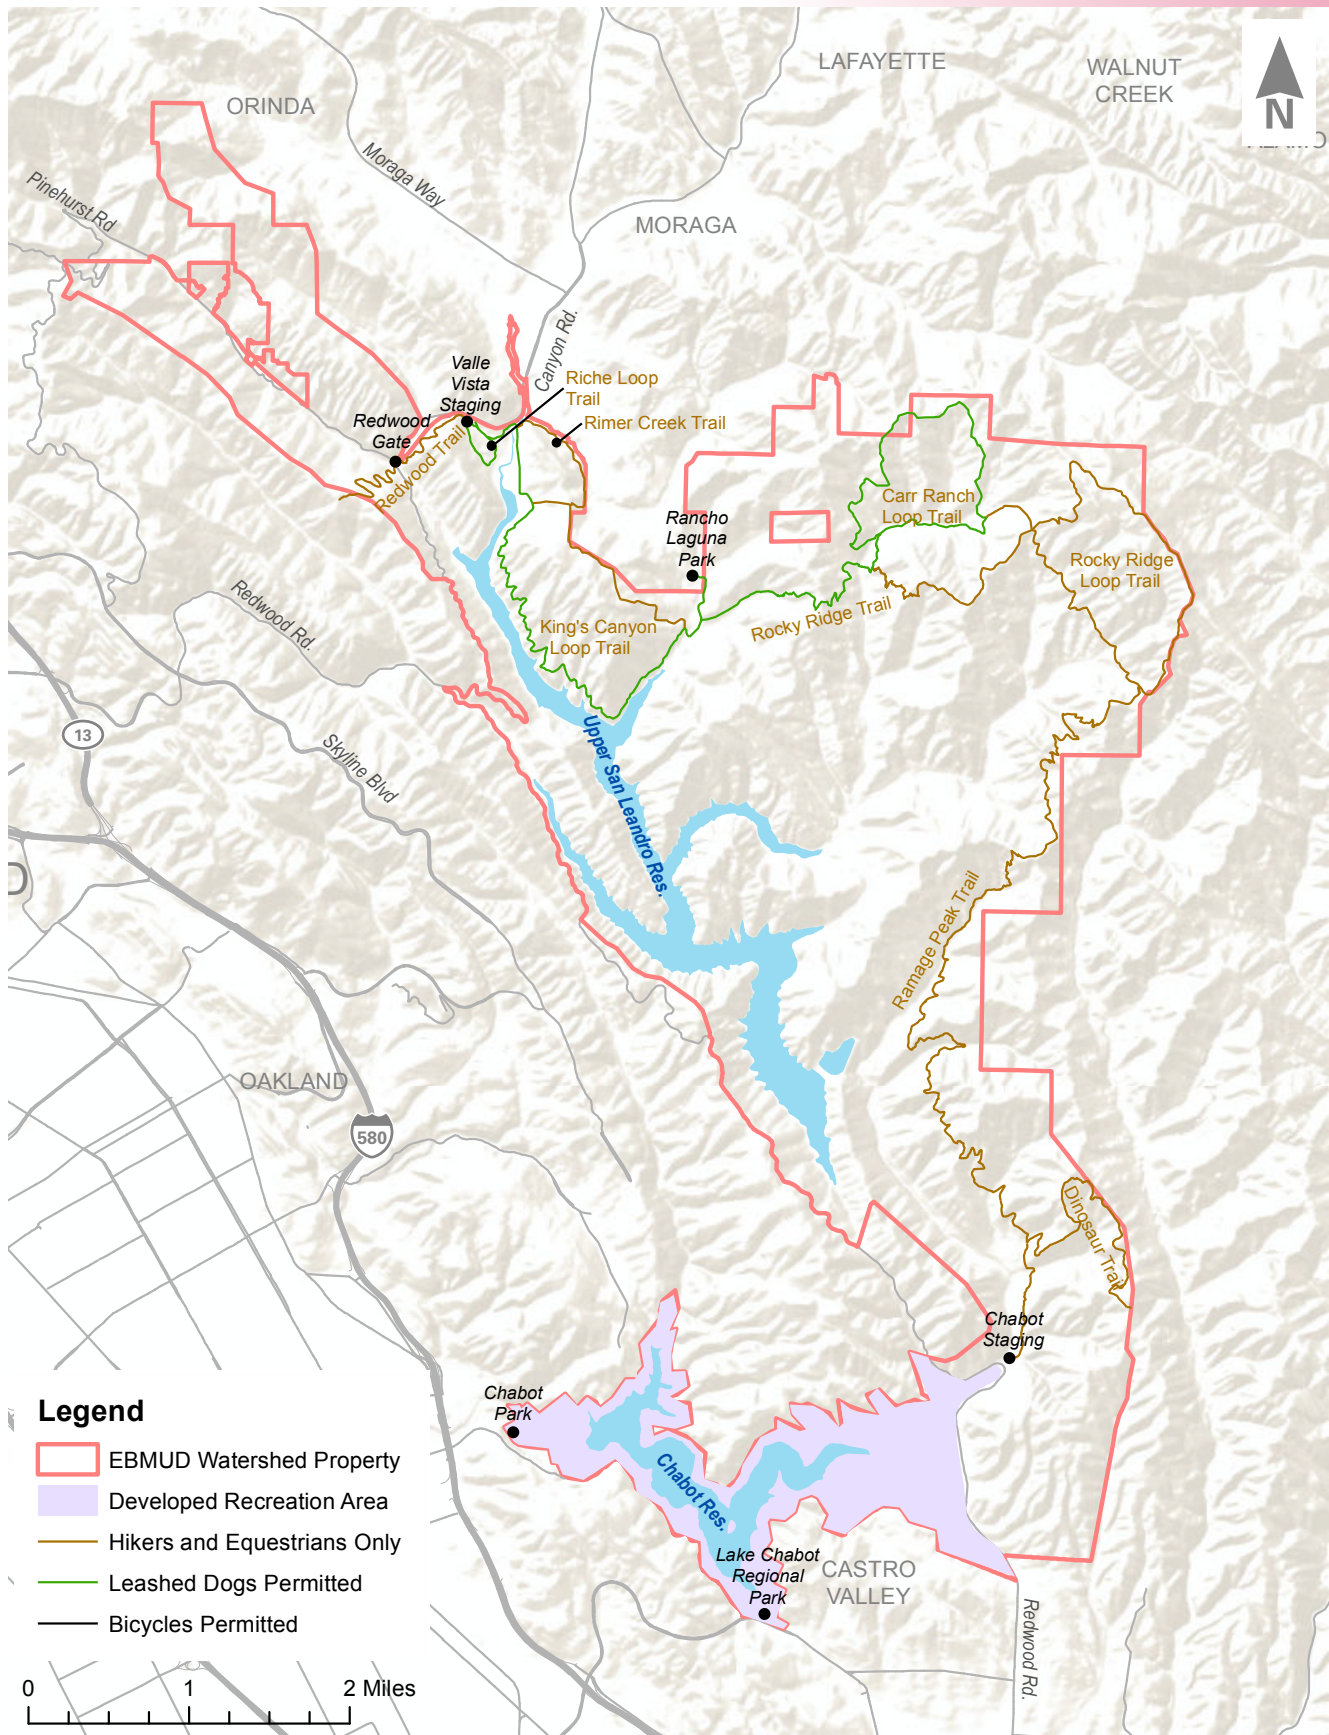 LAFAYETTE
WALNUT
CREEK
N
ORINDA
Moraga Way
Pinehurst Rd
MORAGA
Canyon Rd.
Valle
Vista
Staging
Riche Loop
Trail
Rimer Creek Trail
Redwood
Gate
Redwood Trail
Carr Ranch
Loop Trail
Rancho
Laguna
Park
Rocky Ridge
Loop Trail
Redwood Rd.
King's Canyon
Loop Trail
Rocky Ridge Trail
13
Skyline Blvd
Upper San Leandro Res.
Ramage Peak Trail
OAKLAND
580
Dinosaur Trail
Chabot
Staging
Chabot
Park
Chabot Res.
Lake Chabot
Regional
Park
CASTRO
VALLEY
Redwood Rd.
Legend
EBMUD Watershed Property
Developed Recreation Area
Hikers and Equestrians Only
Leashed Dogs Permitted
Bicycles Permitted
0 1 2 Miles